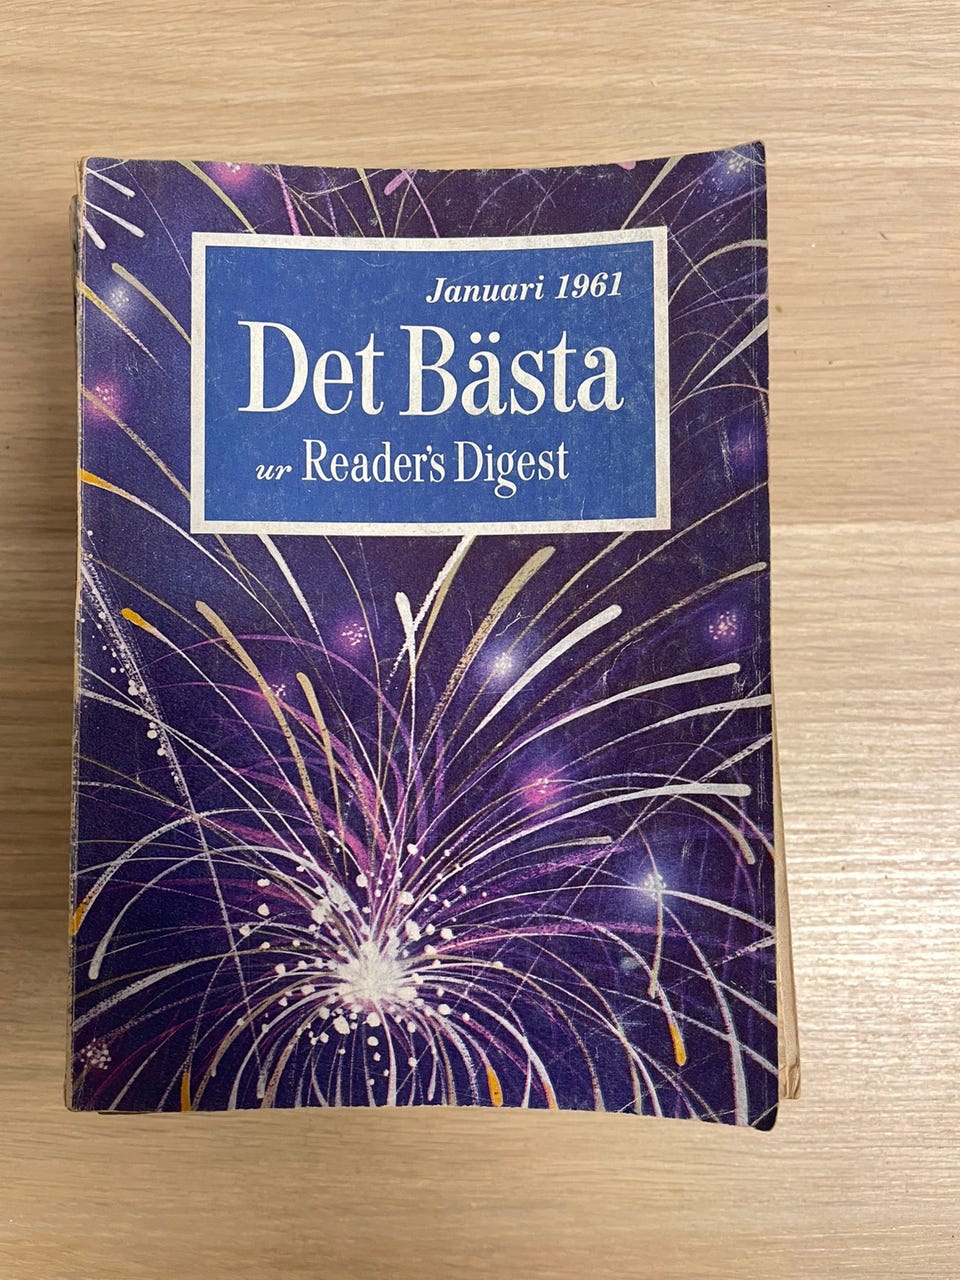 Januari 1961
Det Bästa
ur Reader's Digest